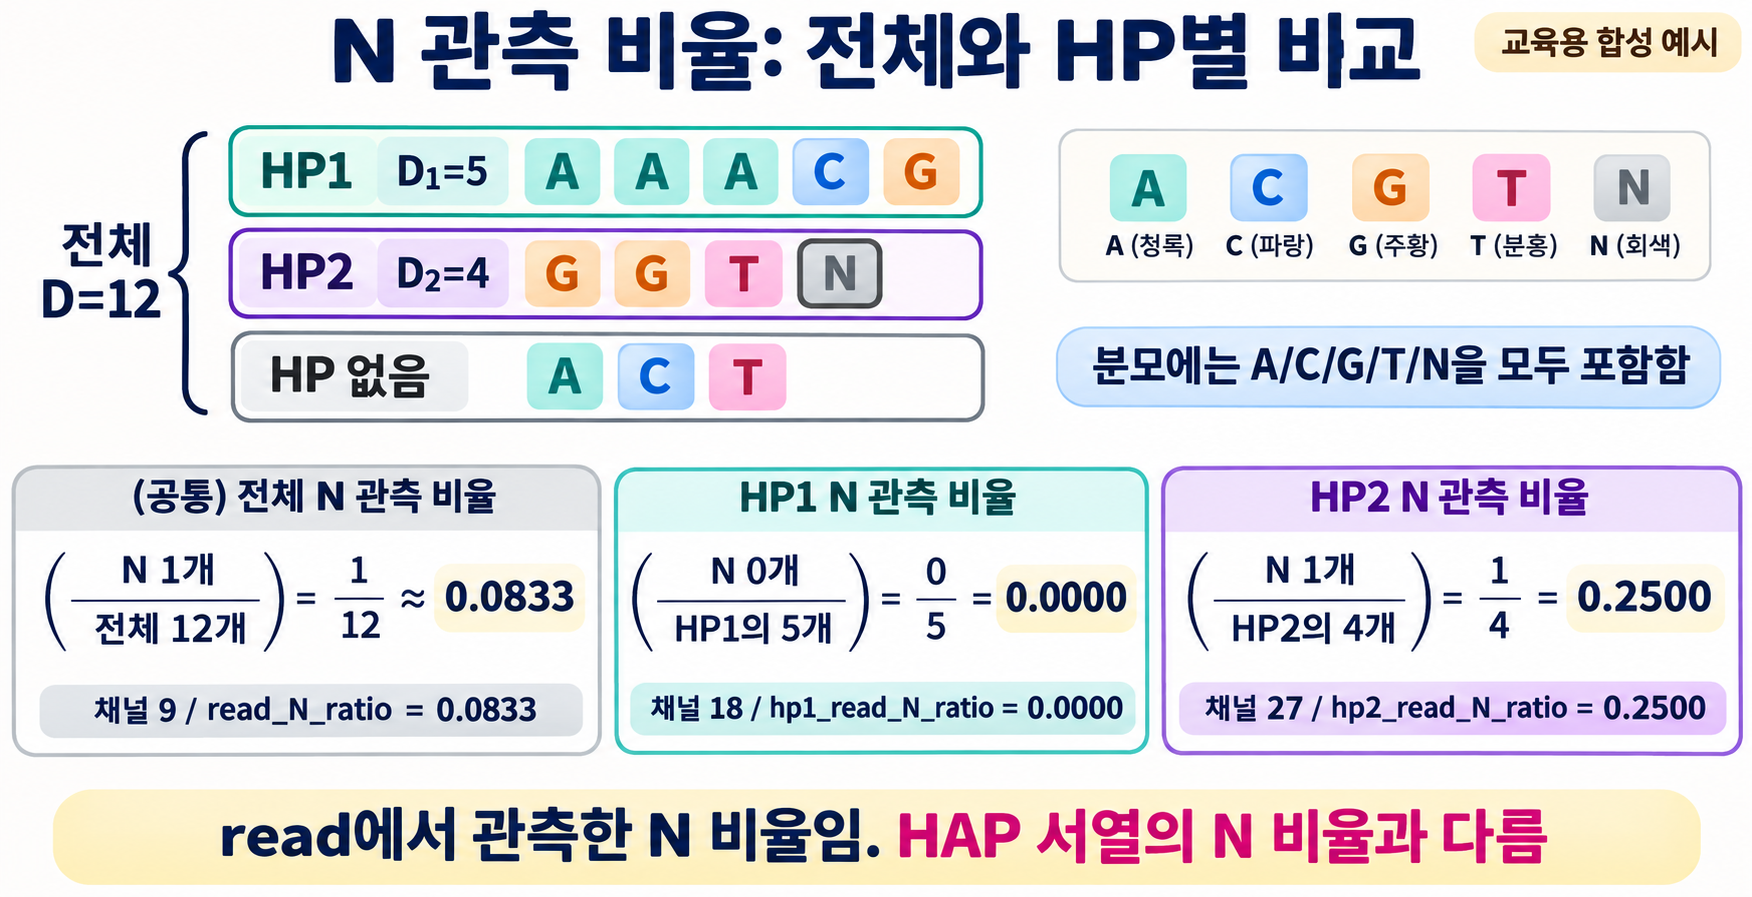 N 관측 비율: 전체와 HP별 비교
교육용 합성 예시
전체
D=12
HP1 D₁=5 A A A C G
HP2 D₂=4 G G T N
HP 없음 A C T
A C G T N
A (청록) C (파랑) G (주황) T (분홍) N (회색)
분모에는 A/C/G/T/N을 모두 포함함
(공통) 전체 N 관측 비율
( N 1개 / 전체 12개 ) = 1/12 ≈ 0.0833
채널 9 / read_N_ratio = 0.0833
HP1 N 관측 비율
( N 0개 / HP1의 5개 ) = 0/5 = 0.0000
채널 18 / hp1_read_N_ratio = 0.0000
HP2 N 관측 비율
( N 1개 / HP2의 4개 ) = 1/4 = 0.2500
채널 27 / hp2_read_N_ratio = 0.2500
read에서 관측한 N 비율임. HAP 서열의 N 비율과 다름